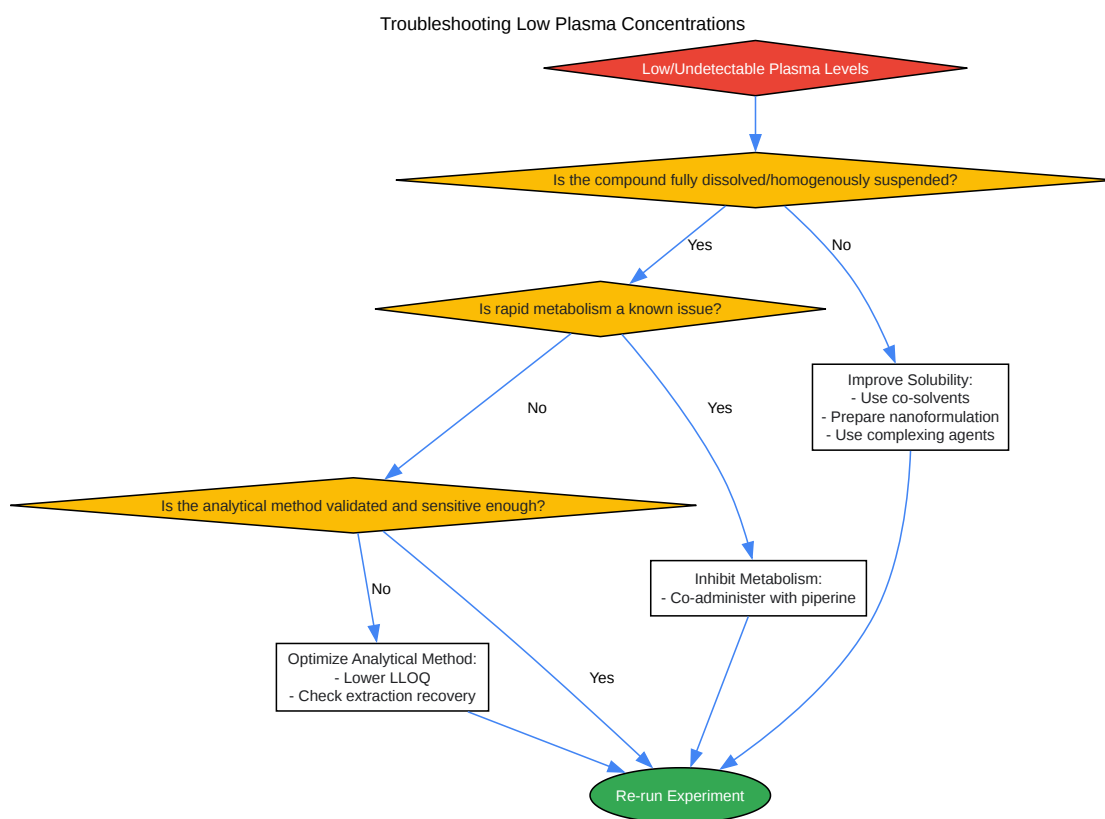 Troubleshooting Low Plasma Concentrations
Low/Undetectable Plasma Levels
Is the compound fully dissolved/homogenously suspended?
Yes
No
Is rapid metabolism a known issue?
Improve Solubility:
- Use co-solvents
- Prepare nanoformulation
- Use complexing agents
No
Yes
Is the analytical method validated and sensitive enough?
Inhibit Metabolism:
- Co-administer with piperine
No
Optimize Analytical Method:
- Lower LLOQ
- Check extraction recovery
Yes
Re-run Experiment